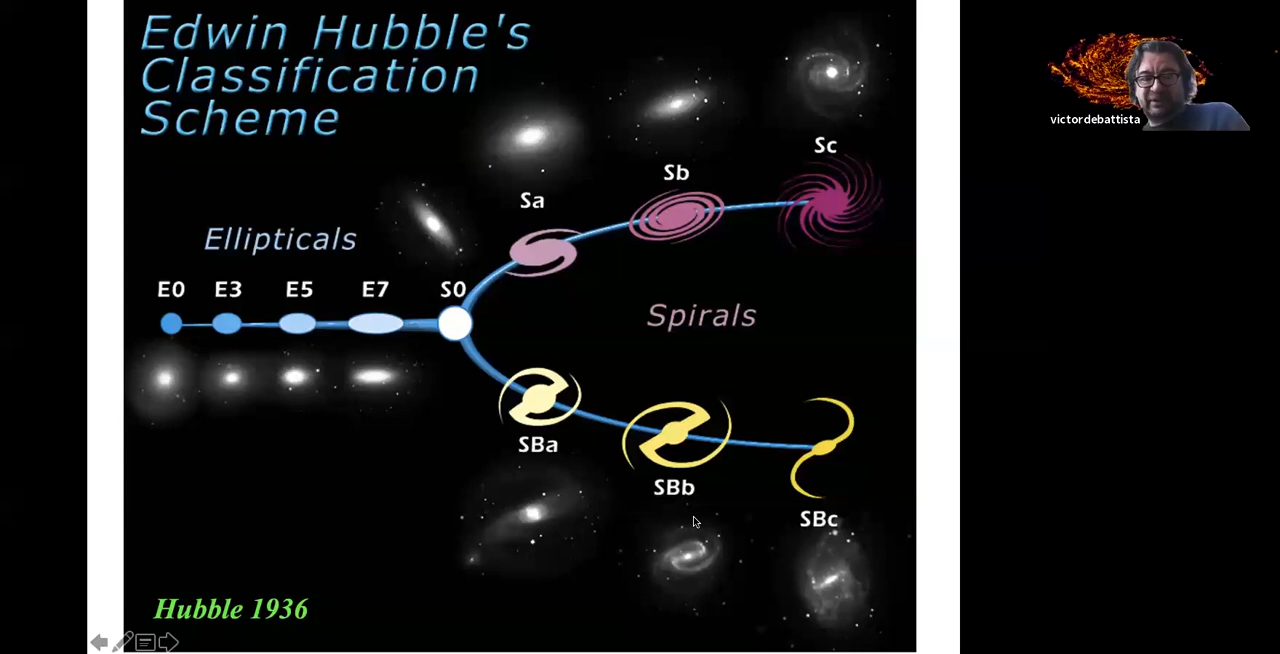 Edwin Hubble's
Classification
Scheme
victordebattista
Sc
Sb
Sa
Ellipticals
E0 E3 E5 E7 S0
Spirals
SBa
SBb
SBc
Hubble 1936